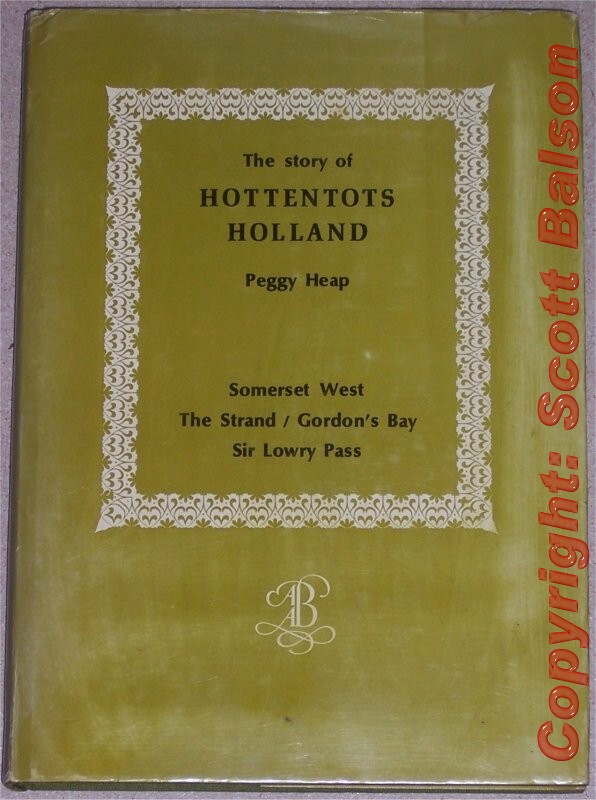 The story of
HOTTENTOTS
HOLLAND
Peggy Heap
Somerset West
The Strand / Gordon's Bay
Sir Lowry Pass
AB
Copyright: Scott Balson